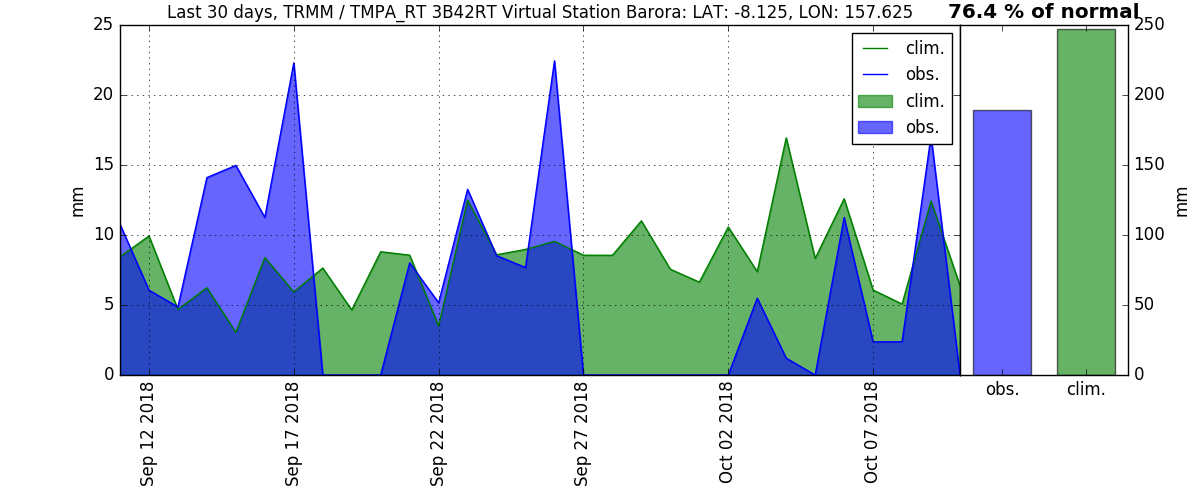 Last 30 days, TRMM / TMPA_RT 3B42RT Virtual Station Barora: LAT: -8.125, LON: 157.625
76.4 % of normal
25
20
15
10
5
0
mm
clim.
obs.
clim.
obs.
250
200
150
100
50
0
mm
obs.
clim.
Sep 12 2018
Sep 17 2018
Sep 22 2018
Sep 27 2018
Oct 02 2018
Oct 07 2018